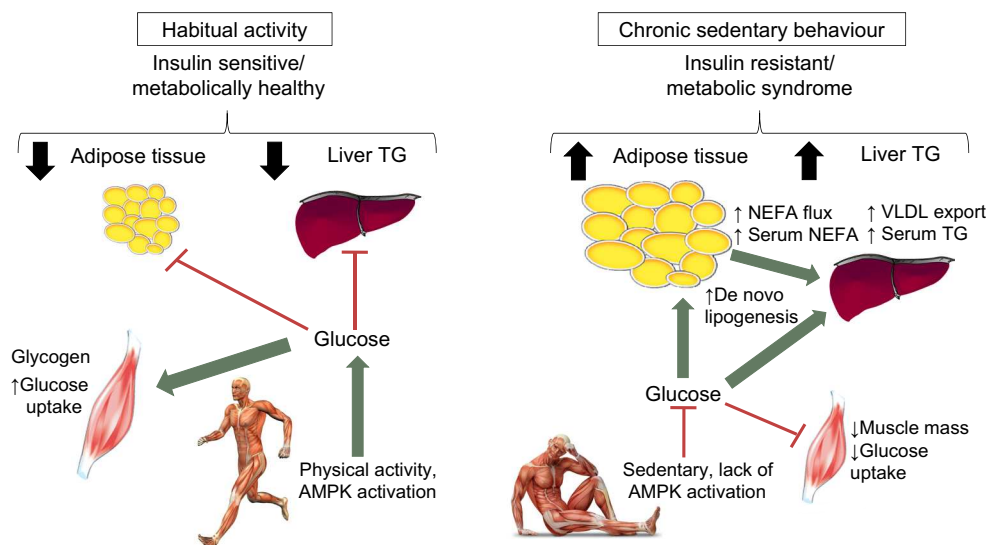 Habitual activity
Insulin sensitive/
metabolically healthy
Adipose tissue
Liver TG
Glucose
Glycogen
↑Glucose
uptake
Physical activity,
AMPK activation
Chronic sedentary behaviour
Insulin resistant/
metabolic syndrome
Adipose tissue
Liver TG
↑ NEFA flux
↑ Serum NEFA
↑ VLDL export
↑ Serum TG
↑De novo
lipogenesis
Glucose
↓Muscle mass
↓Glucose
uptake
Sedentary, lack of
AMPK activation